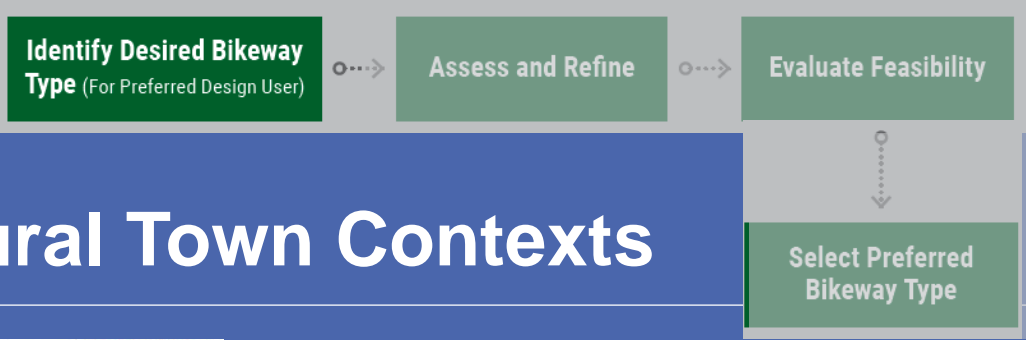 Identify Desired Bikeway
Type (For Preferred Design User)
Assess and Refine
Evaluate Feasibility
ral Town Contexts
Select Preferred
Bikeway Type